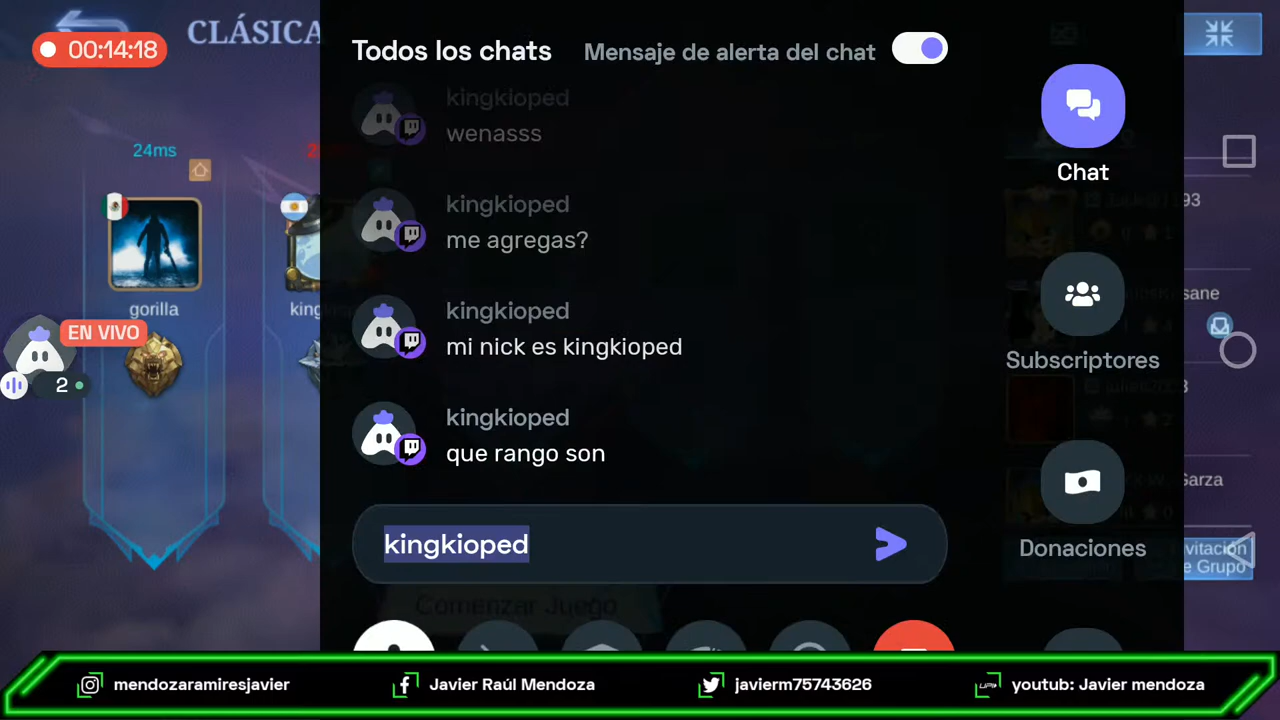 CLÁSICA
00:14:18
Todos los chats
Mensaje de alerta del chat
kingkioped
wenasss
24ms
Chat
kingkioped
me agregas?
gorilla
kingkioped
mi nick es kingkioped
EN VIVO
2
Subscriptores
kingkioped
que rango son
Garza
kingkioped
Donaciones
Comenzar Juego
mendozaramiresjavier
Javier Raúl Mendoza
javierm75743626
youtub: Javier mendoza